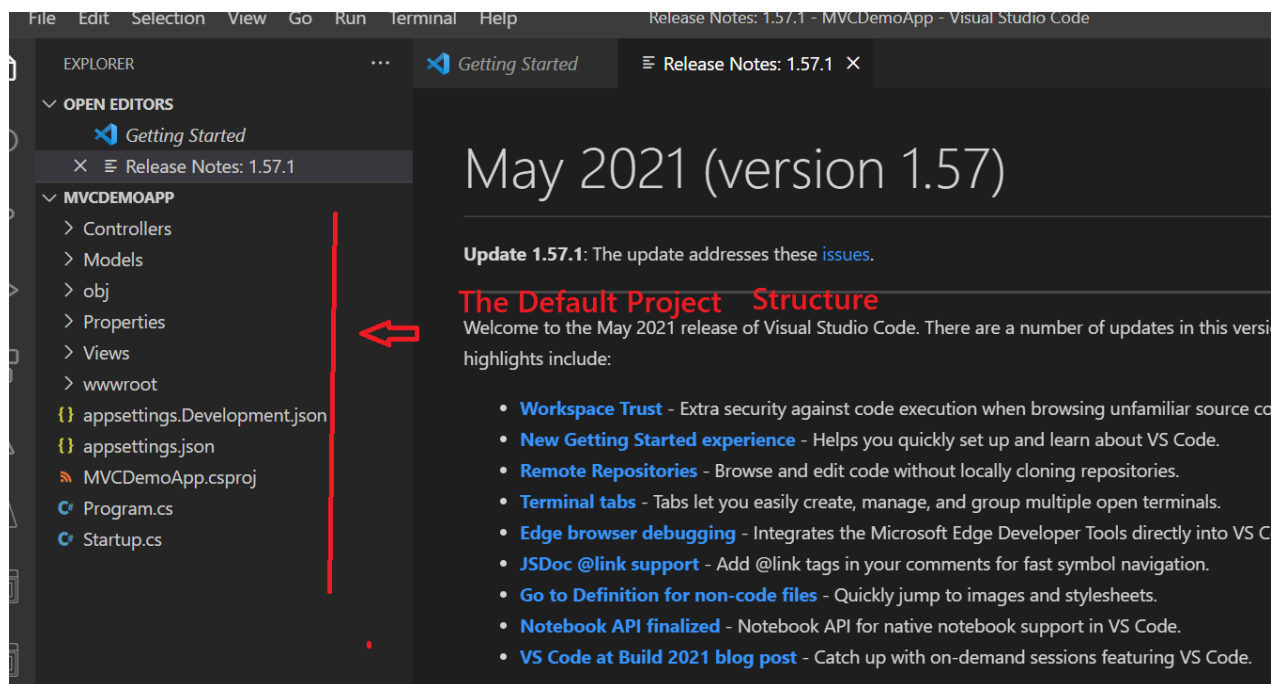 File Edit Selection View Go Run Terminal Help Release Notes: 1.57.1 - MVCDemoApp - Visual Studio Code
EXPLORER ···
OPEN EDITORS
Getting Started
Release Notes: 1.57.1
MVCDEMOAPP
Controllers
Models
obj
Properties
Views
wwwroot
{} appsettings.Development.json
{} appsettings.json
MVCDemoApp.csproj
C# Program.cs
C# Startup.cs
Getting Started Release Notes: 1.57.1
May 2021 (version 1.57)
Update 1.57.1: The update addresses these issues.
The Default Project Structure
Welcome to the May 2021 release of Visual Studio Code. There are a number of updates in this
highlights include:
• Workspace Trust - Extra security against code execution when browsing unfamiliar source
• New Getting Started experience - Helps you quickly set up and learn about VS Code.
• Remote Repositories - Browse and edit code without locally cloning repositories.
• Terminal tabs - Tabs let you easily create, manage, and group multiple open terminals.
• Edge browser debugging - Integrates the Microsoft Edge Developer Tools directly into VS
• JSDoc @link support - Add @link tags in your comments for fast symbol navigation.
• Go to Definition for non-code files - Quickly jump to images and stylesheets.
• Notebook API finalized - Notebook API for native notebook support in VS Code.
• VS Code at Build 2021 blog post - Catch up with on-demand sessions featuring VS Code.